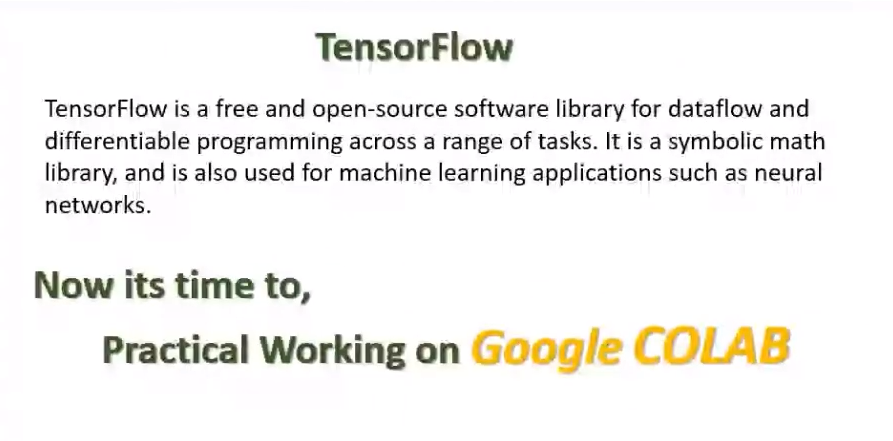 TensorFlow
TensorFlow is a free and open-source software library for dataflow and
differentiable programming across a range of tasks. It is a symbolic math
library, and is also used for machine learning applications such as neural
networks.
Now its time to,
Practical Working on Google COLAB